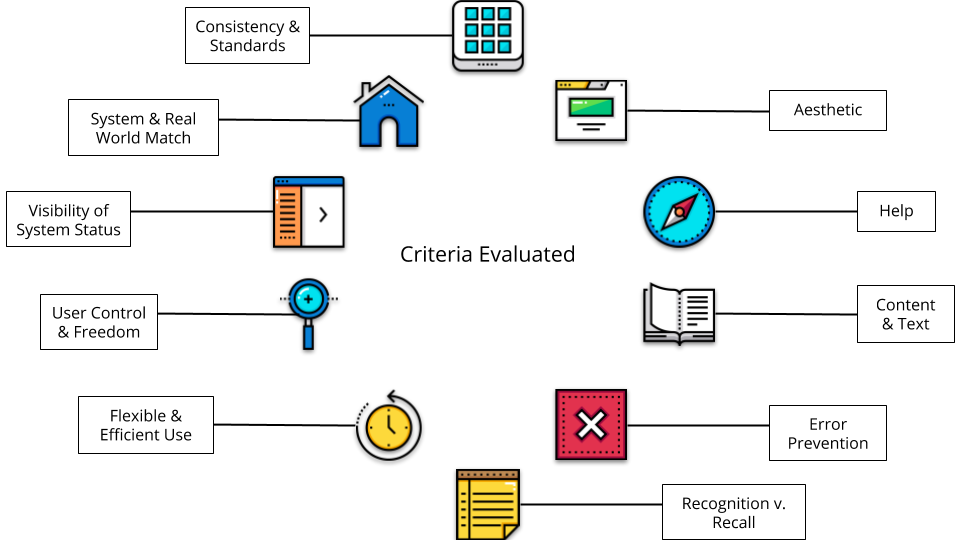 Consistency &
Standards
System & Real
World Match
Aesthetic
Visibility of
System Status
Help
Criteria Evaluated
User Control
& Freedom
Content
& Text
Flexible &
Efficient Use
Error
Prevention
Recognition v.
Recall